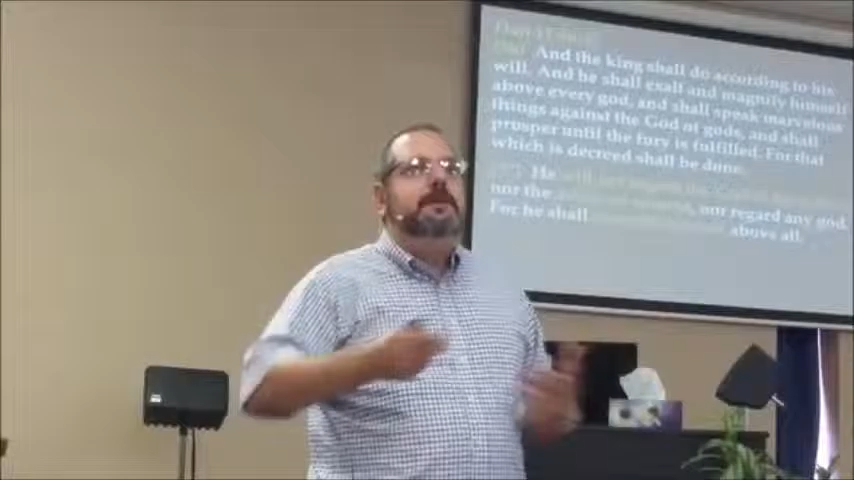 And the king shall do according to his
will. And he shall exalt and magnify himself
above every god, and shall speak marvelous
things against the God of gods, and shall
prosper until the fury is fulfilled. For that
which is decreed shall be done.
He
nor the nor regard any god.
For he shall above all.